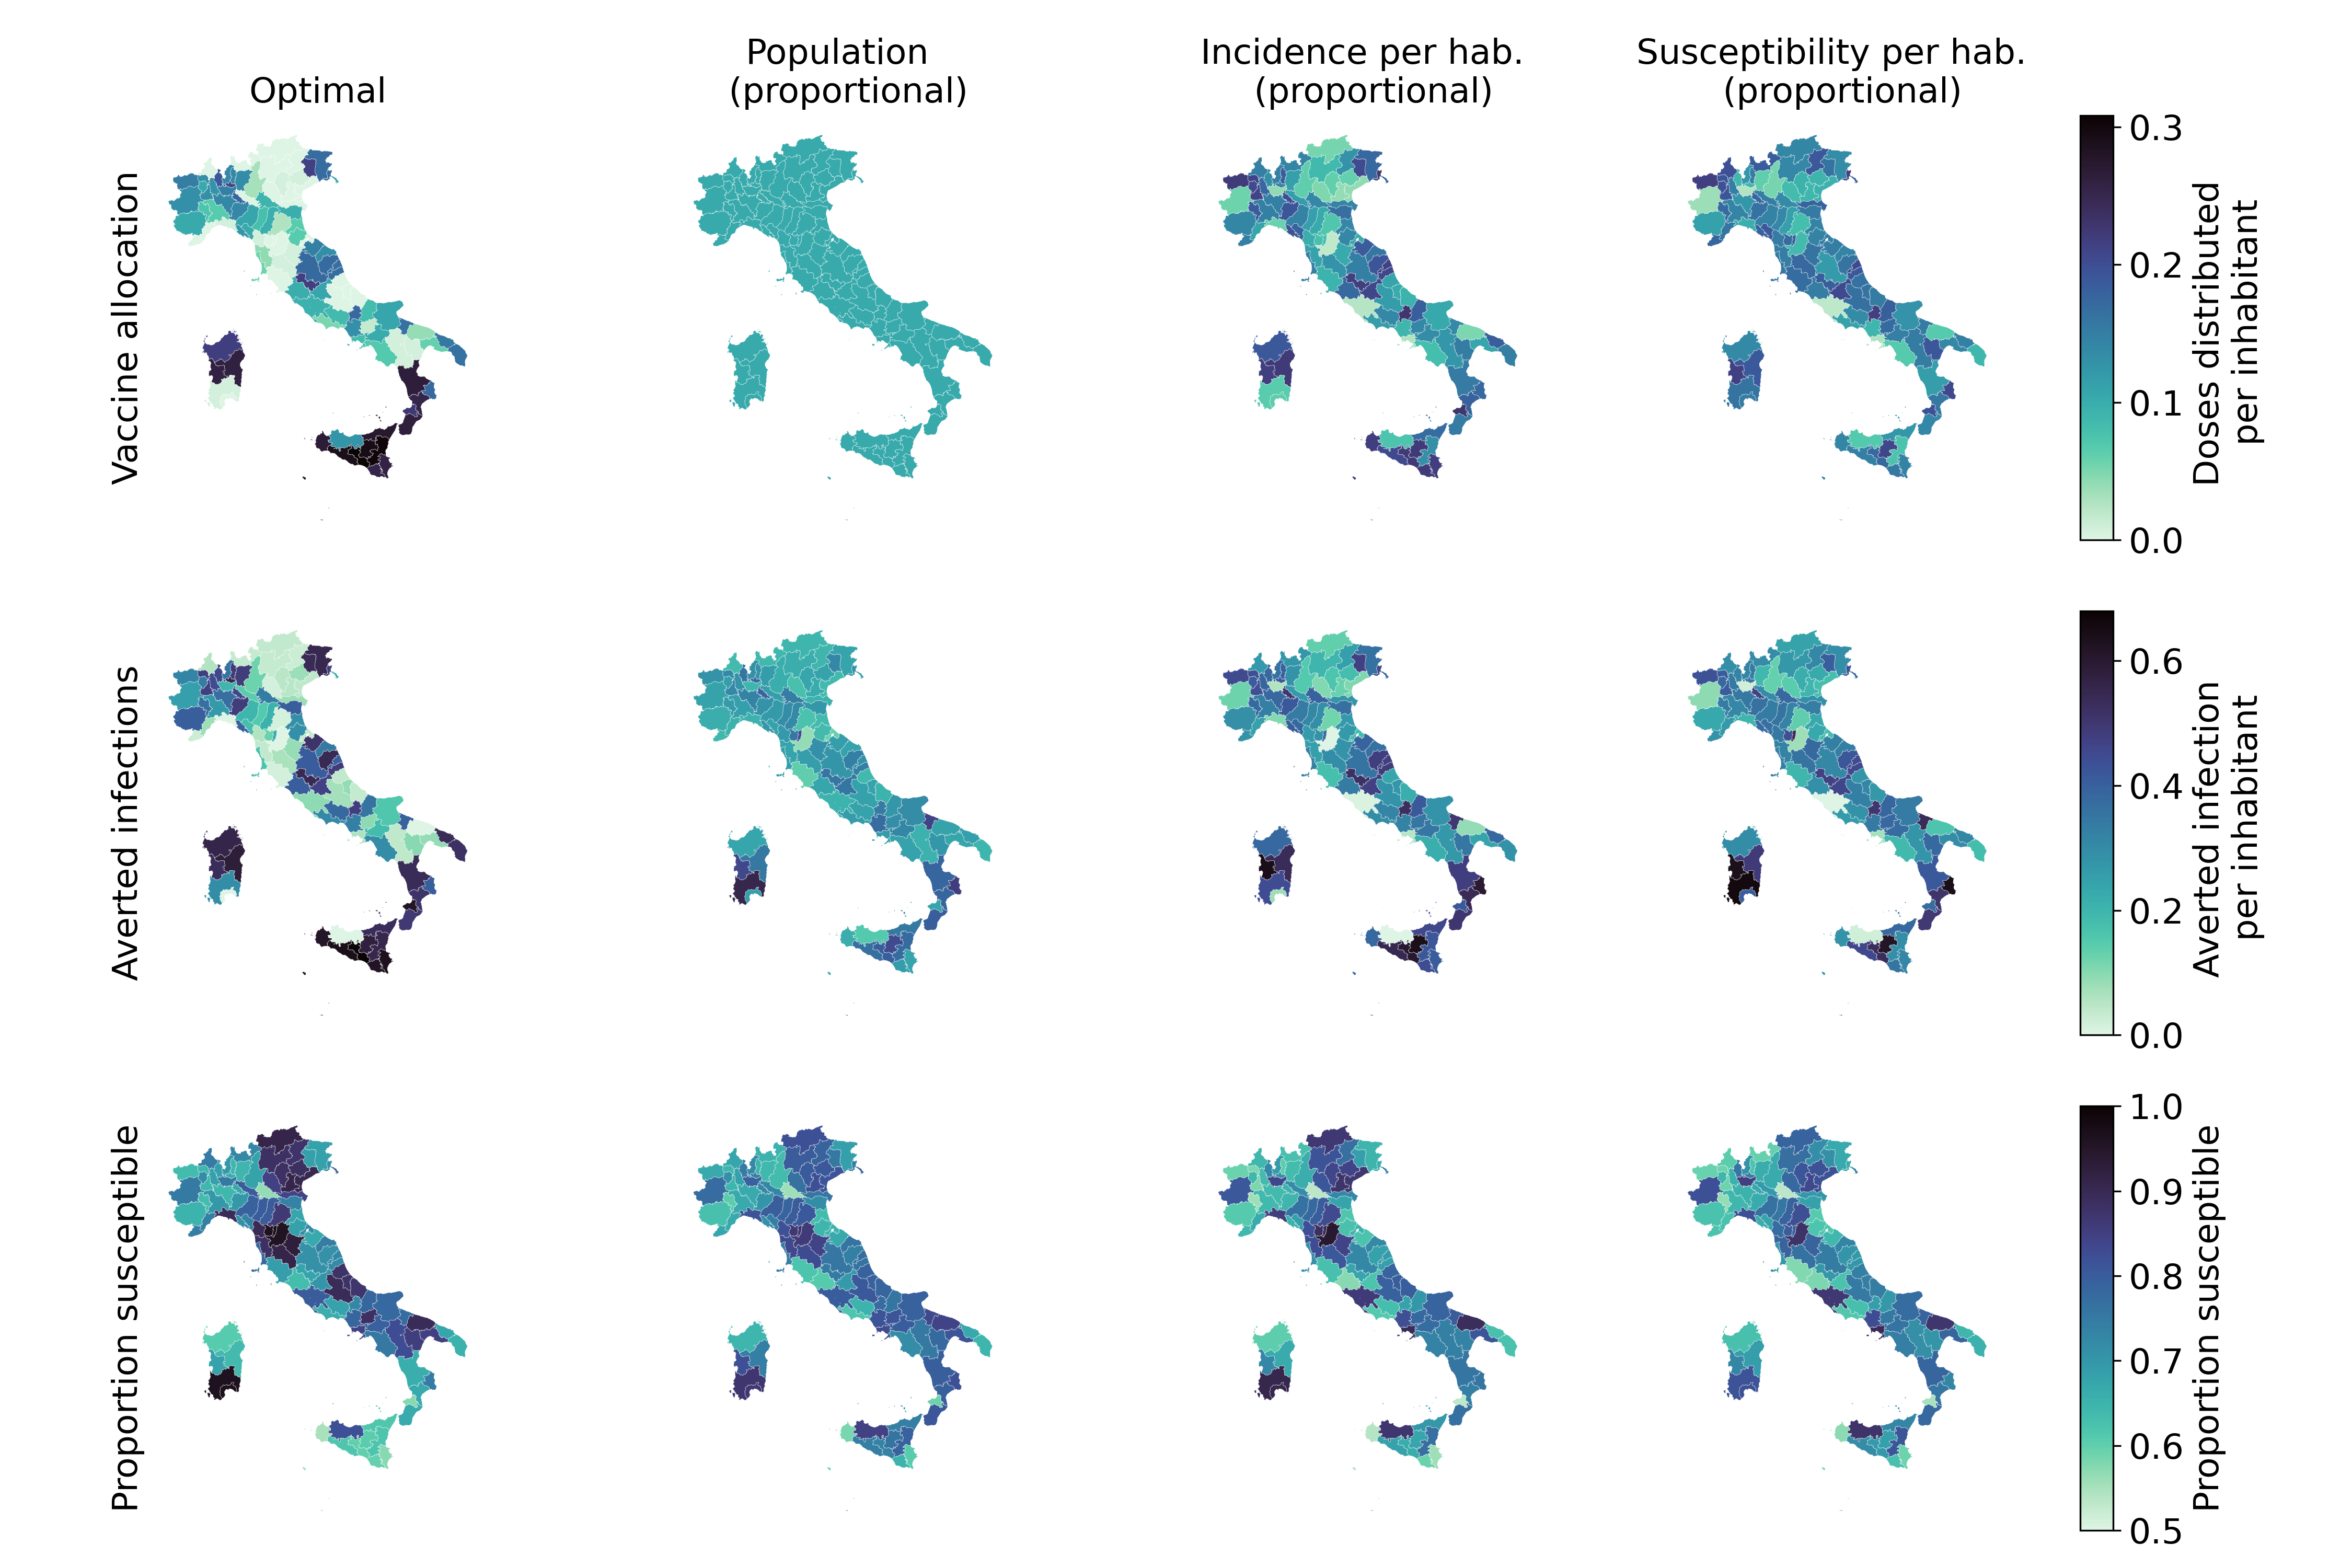 Optimal
Population
(proportional)
Incidence per hab.
(proportional)
Susceptibility per hab.
(proportional)
Vaccine allocation
0.3
0.2
0.1
0.0
Doses distributed
per inhabitant
Averted infections
0.6
0.4
0.2
0.0
Averted infection
per inhabitant
Proportion susceptible
1.0
0.9
0.8
0.7
0.6
0.5
Proportion susceptible